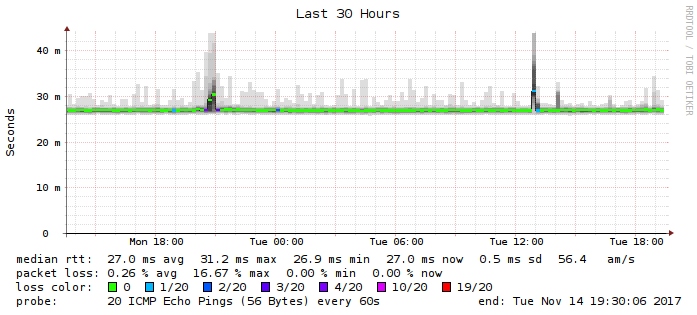 Last 30 Hours
RRDTOOL / TOBI OETIKER
Seconds
40 m
30 m
20 m
10 m
0
Mon 18:00 Tue 00:00 Tue 06:00 Tue 12:00 Tue 18:00
median rtt: 27.0 ms avg 31.2 ms max 26.9 ms min 27.0 ms now 0.5 ms sd 56.4 am/s
packet loss: 0.26 % avg 16.67 % max 0.00 % min 0.00 % now
loss color: 0 1/20 2/20 3/20 4/20 10/20 19/20
probe: 20 ICMP Echo Pings (56 Bytes) every 60s end: Tue Nov 14 19:30:06 2017